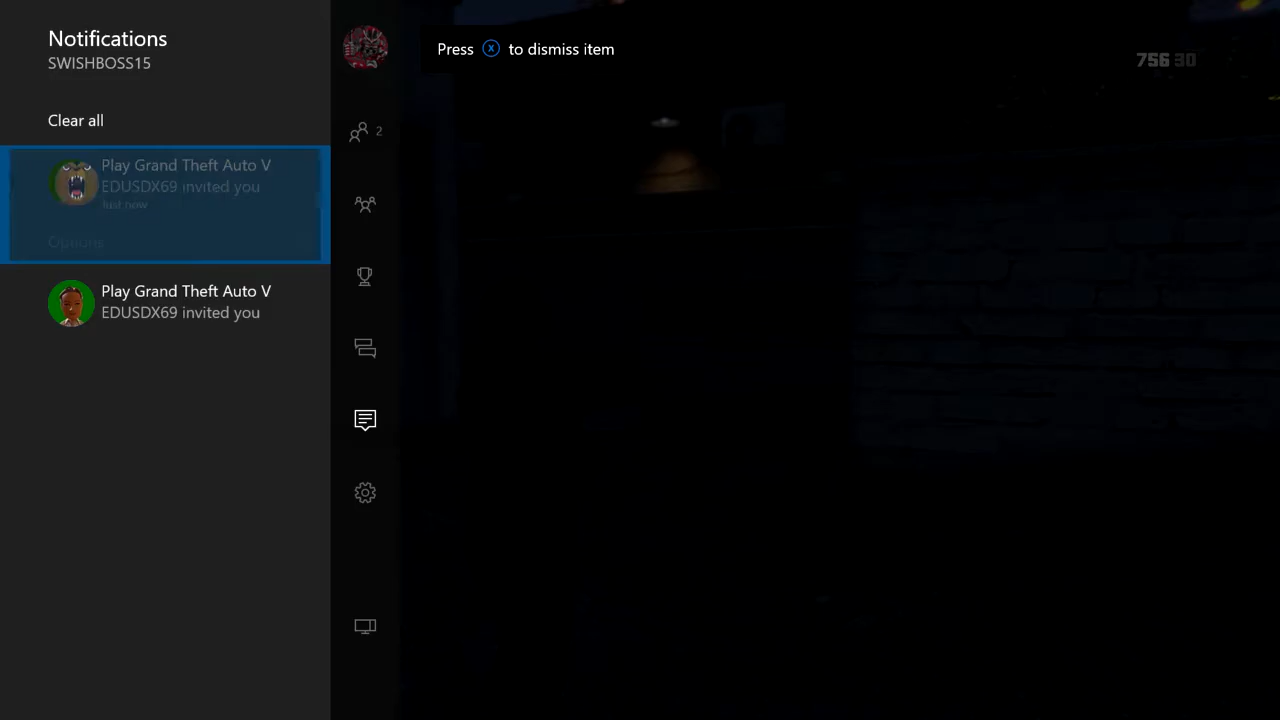 Notifications
SWISHBOSS15
Press X to dismiss item
756 30
2
Clear all
Play Grand Theft Auto V
EDUSDX69 invited you
Just now
Options
Play Grand Theft Auto V
EDUSDX69 invited you